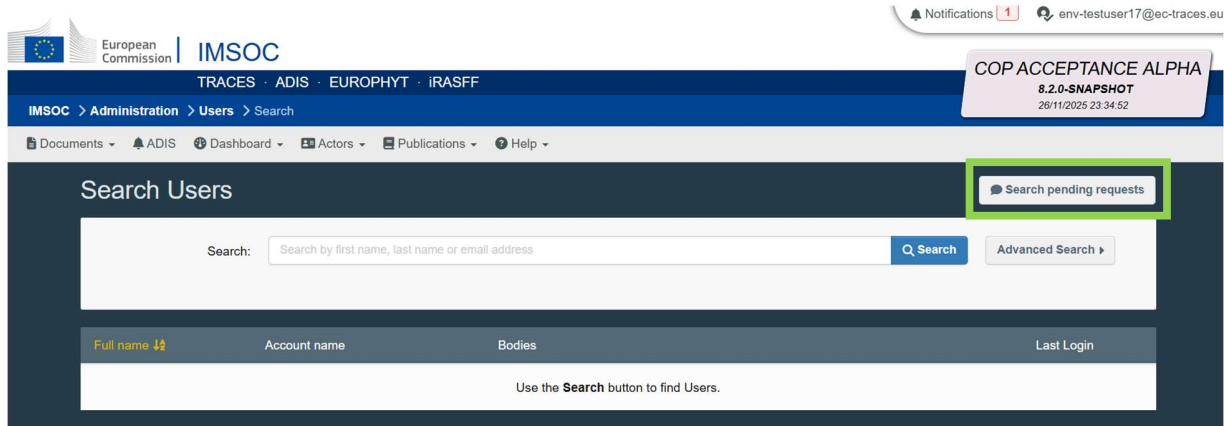 Notifications 1 env-testuser17@ec-traces.eu
European
Commission
IMSOC
COP ACCEPTANCE ALPHA
8.2.0-SNAPSHOT
26/11/2025 23:34:52
TRACES · ADIS · EUROPHYT · iRASFF
IMSOC > Administration > Users > Search
Documents ADIS Dashboard Actors Publications Help
Search Users
Search pending requests
Search: Search by first name, last name or email address Search Advanced Search
Full name Account name Bodies Last Login
Use the Search button to find Users.